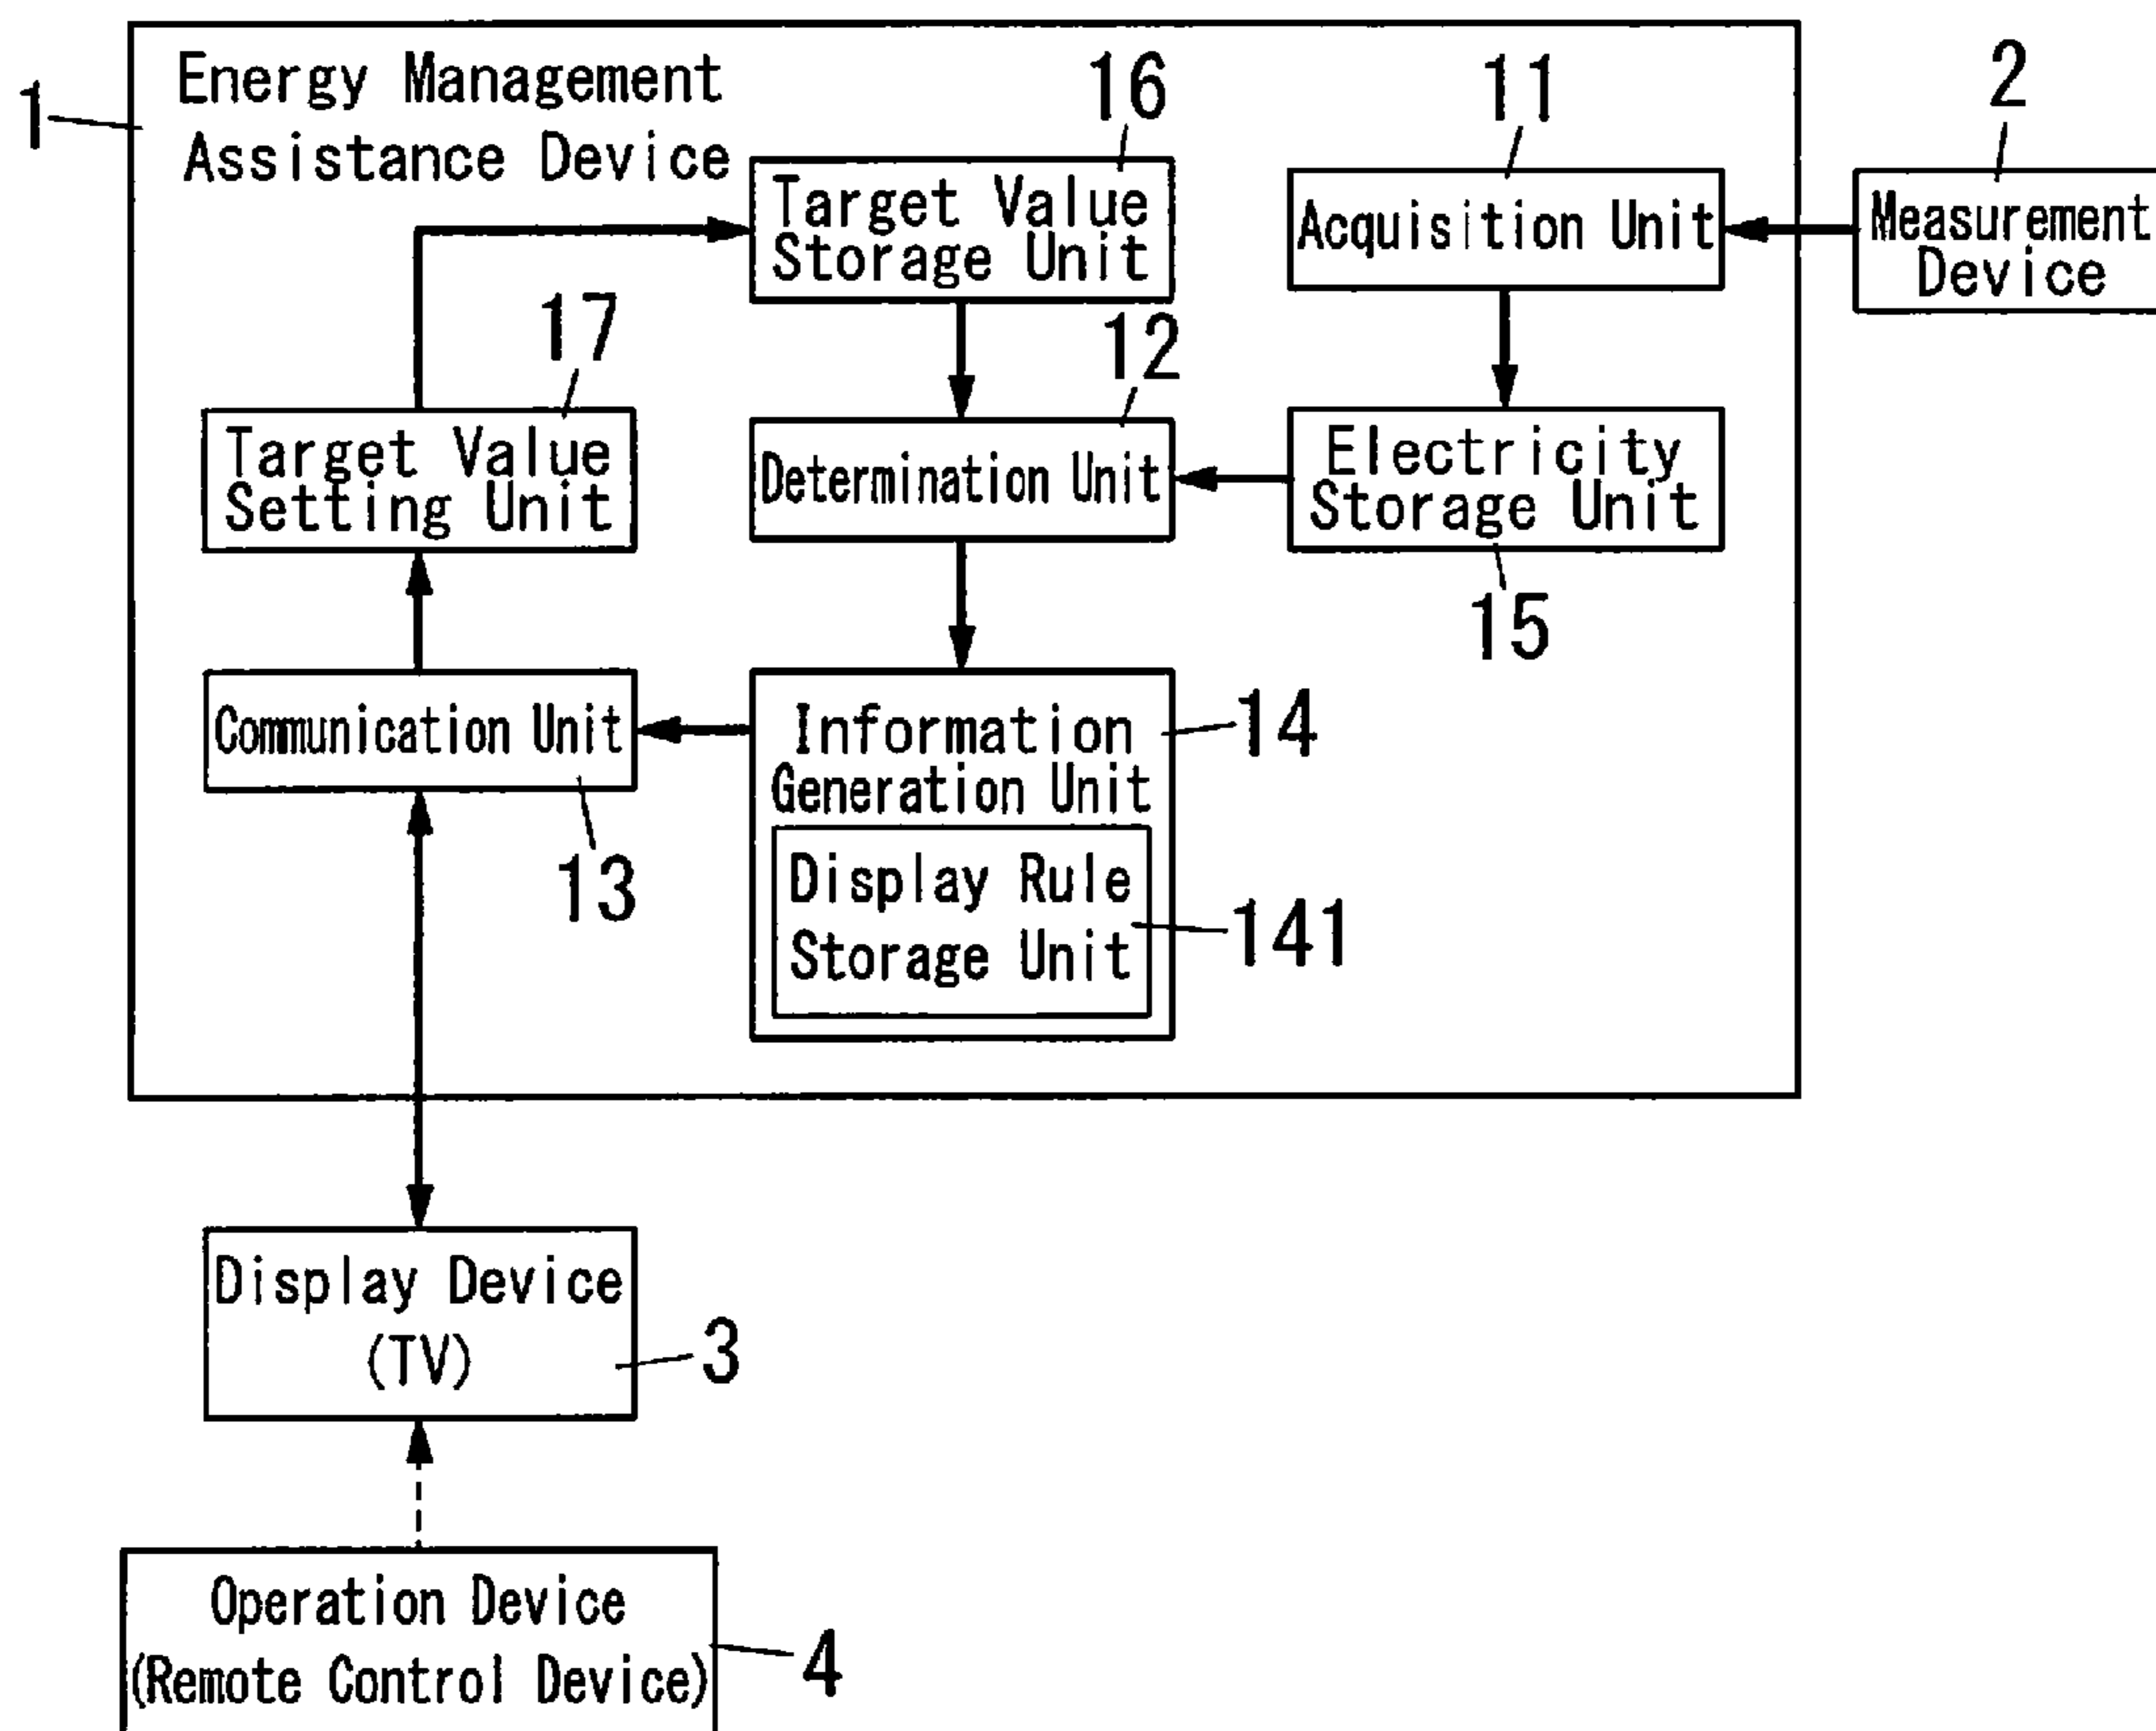 Energy Management
Assistance Device
1
16
11
2
Target Value
Storage Unit
Acquisition Unit
Measurement
Device
17
12
Target Value
Setting Unit
Determination Unit
Electricity
Storage Unit
15
Communication Unit
13
Information
Generation Unit
14
Display Rule
Storage Unit
141
Display Device
(TV)
3
Operation Device
(Remote Control Device)
4